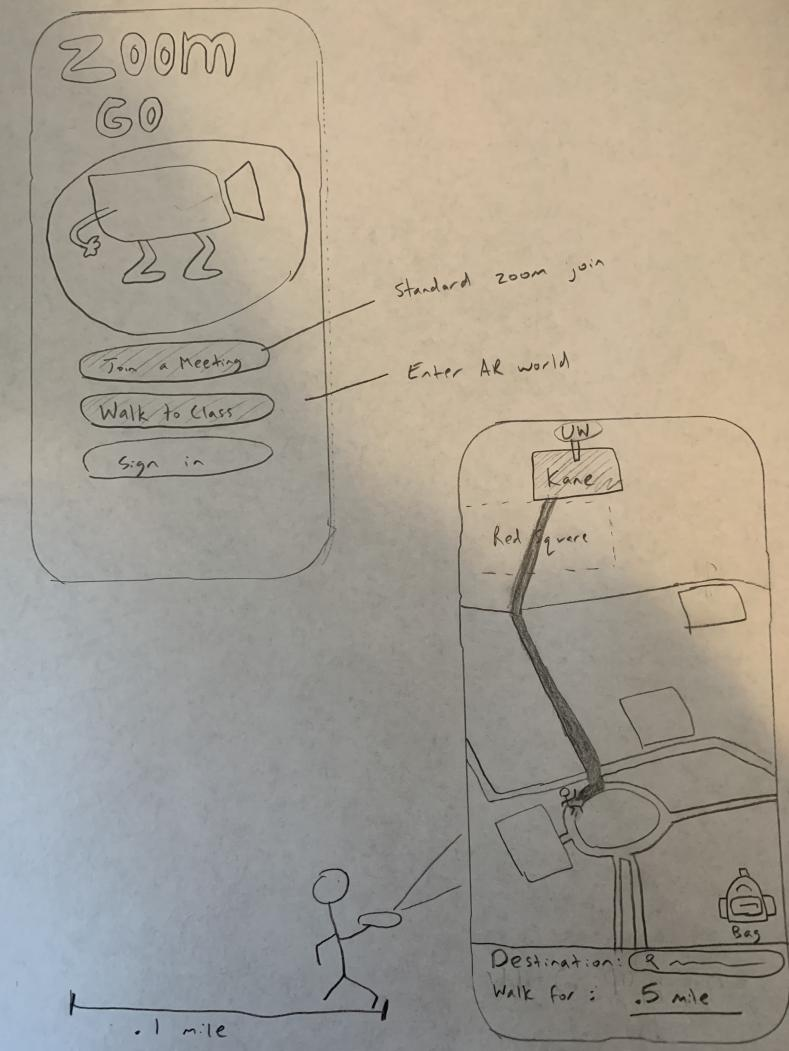 ZOOM
GO
Join a Meeting
Walk to Class
Sign in
Standard zoom join
Enter AR world
UW
Kane
Red Square
Bag
Destination:
Walk for: .5 mile
.1 mile